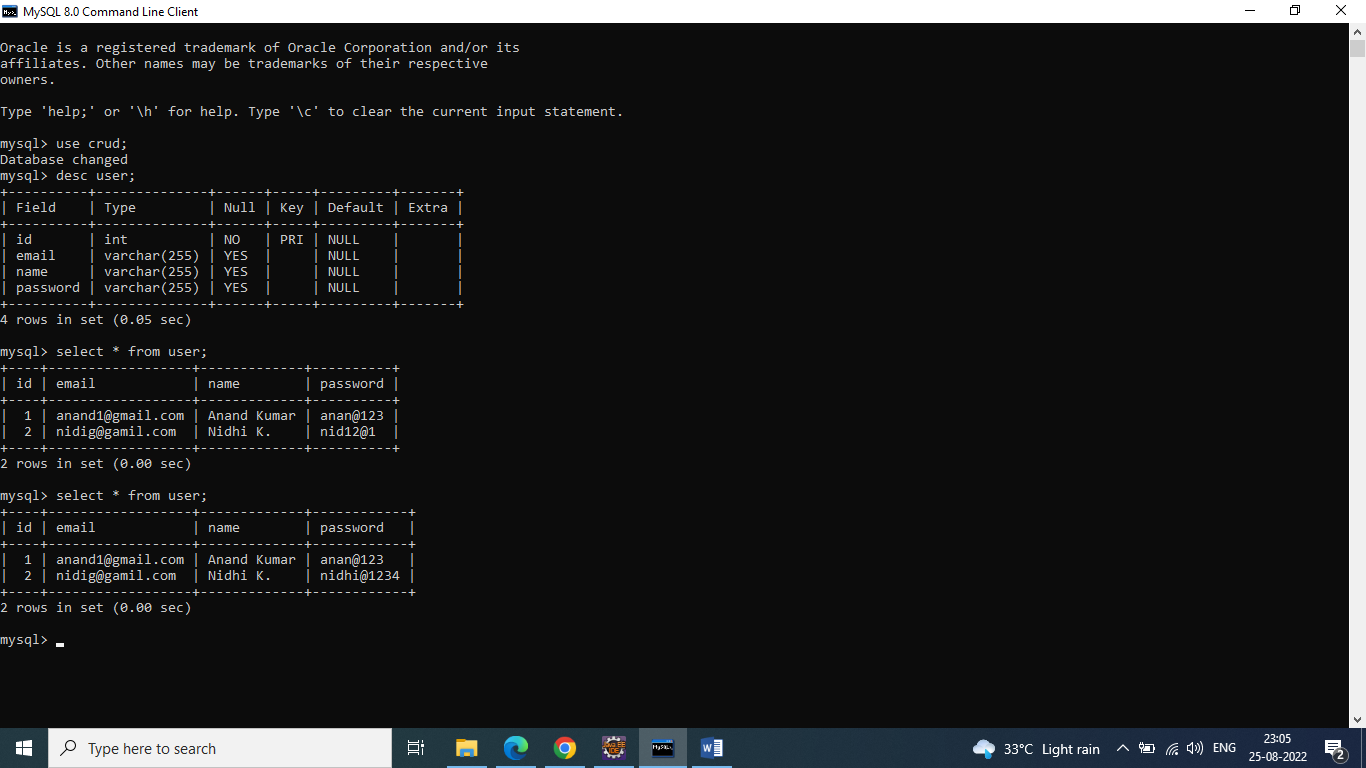 MySQL 8.0 Command Line Client
Oracle is a registered trademark of Oracle Corporation and/or its
affiliates. Other names may be trademarks of their respective
owners.
Type 'help;' or '\h' for help. Type '\c' to clear the current input statement.
mysql> use crud;
Database changed
mysql> desc user;
+----------+--------------+------+-----+---------+-------+
| Field    | Type         | Null | Key | Default | Extra |
+----------+--------------+------+-----+---------+-------+
| id       | int          | NO   | PRI | NULL    |       |
| email    | varchar(255) | YES  |     | NULL    |       |
| name     | varchar(255) | YES  |     | NULL    |       |
| password | varchar(255) | YES  |     | NULL    |       |
+----------+--------------+------+-----+---------+-------+
4 rows in set (0.05 sec)
mysql> select * from user;
+----+------------------+-------------+----------+
| id | email            | name        | password |
+----+------------------+-------------+----------+
|  1 | anand1@gmail.com | Anand Kumar | anan@123 |
|  2 | nidig@gamil.com  | Nidhi K.    | nid12@1  |
+----+------------------+-------------+----------+
2 rows in set (0.00 sec)
mysql> select * from user;
+----+------------------+-------------+------------+
| id | email            | name        | password   |
+----+------------------+-------------+------------+
|  1 | anand1@gmail.com | Anand Kumar | anan@123   |
|  2 | nidig@gamil.com  | Nidhi K.    | nidhi@1234 |
+----+------------------+-------------+------------+
2 rows in set (0.00 sec)
mysql> _
Type here to search
33°C Light rain
ENG
23:05
25-08-2022
2